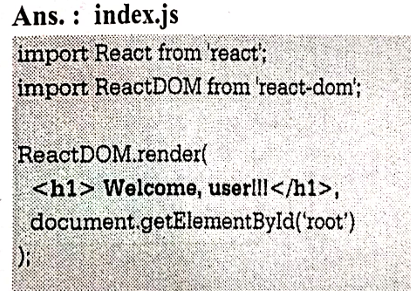 Ans. : index.js
import React from 'react';
import ReactDOM from 'react-dom';
ReactDOM.render(
<h1> Welcome, user!!!</h1>,
document.getElementById('root')
);